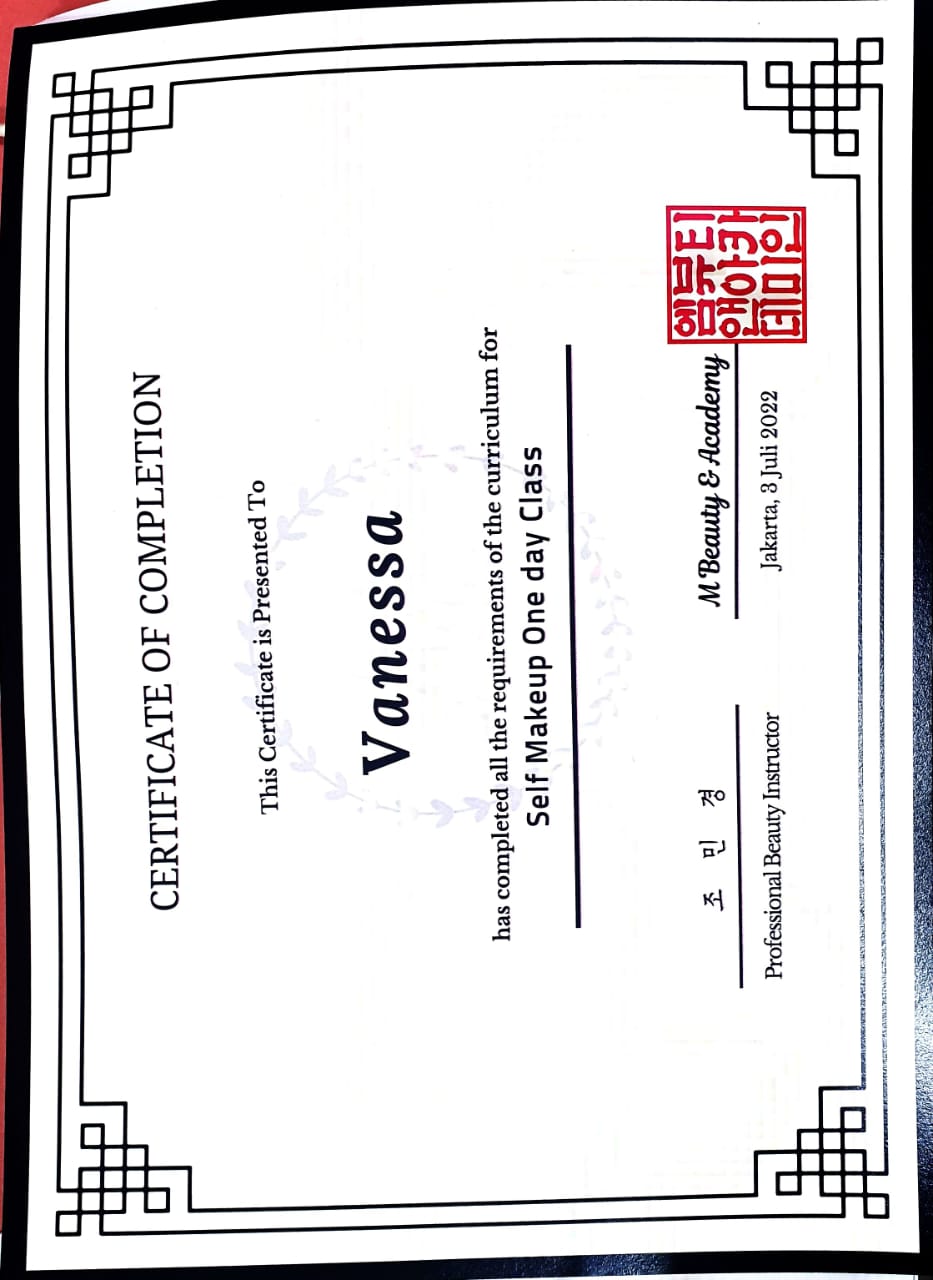 CERTIFICATE OF COMPLETION
This Certificate is Presented To
Vanessa
has completed all the requirements of the curriculum for
Self Makeup One day Class
조 민 경
Professional Beauty Instructor
M Beauty & Academy
Jakarta, 3 Juli 2022
엠뷰티
앤아카
데미인